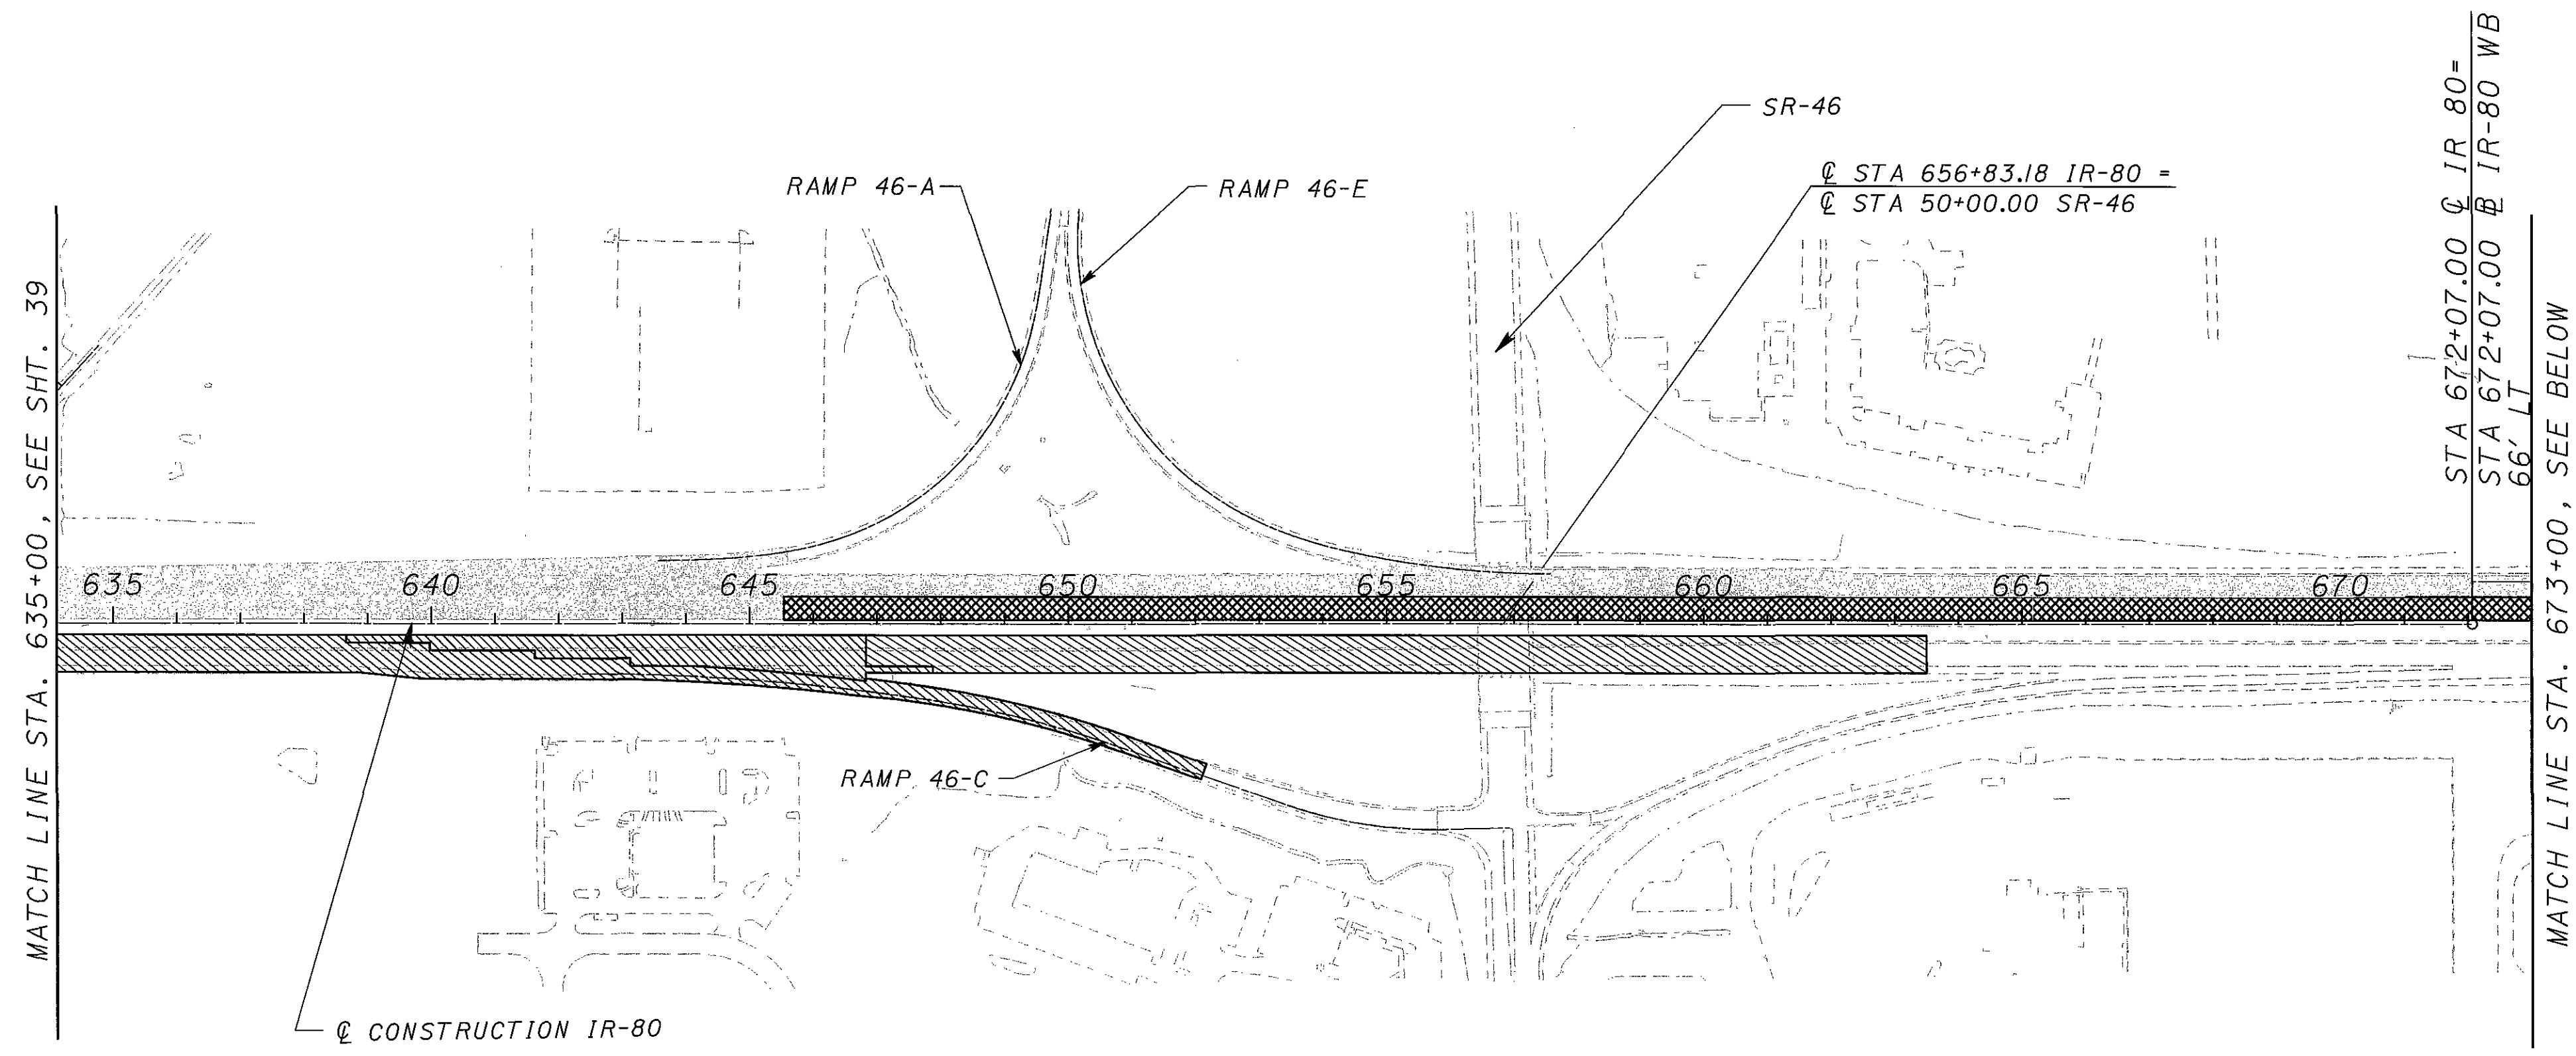 SR-46
RAMP 46-A
RAMP 46-E
℄ STA 656+83.18 IR-80 =
℄ STA 50+00.00 SR-46
STA 672+07.00 ℄ IR 80=
STA 672+07.00 ⅊ IR-80 WB
66' LT
MATCH LINE STA. 635+00, SEE SHT. 39
635 640 645 650 655 660 665 670
MATCH LINE STA. 673+00, SEE BELOW
RAMP 46-C
℄ CONSTRUCTION IR-80